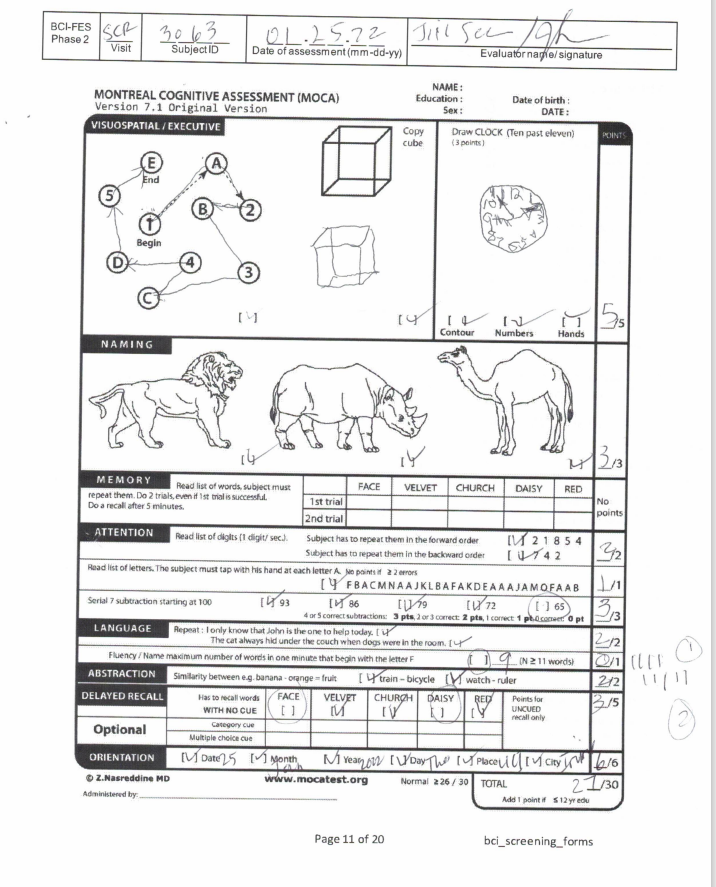 BCI-FES Phase 2 SCR Visit 3063 Subject ID 01.25.22 Date of assessment (mm-dd-yy) Evaluator name/signature
MONTREAL COGNITIVE ASSESSMENT (MOCA)
Version 7.1 Original Version
NAME :
Education : Date of birth :
Sex : DATE :
VISUOSPATIAL / EXECUTIVE
Copy cube
Draw CLOCK (Ten past eleven)
(3 points)
POINTS
E
End
A
5
B
2
1
Begin
D
4
3
C
[ ] [ ] [ ] [ ] [ ]
Contour Numbers Hands
5/5
NAMING
[ ] [ ] [ ] 3/3
MEMORY
Read list of words, subject must
repeat them. Do 2 trials, even if 1st trial is successful.
Do a recall after 5 minutes.
FACE VELVET CHURCH DAISY RED
1st trial
2nd trial
No points
ATTENTION
Read list of digits (1 digit/ sec.). Subject has to repeat them in the forward order [ ] 2 1 8 5 4
Subject has to repeat them in the backward order [ ] 7 4 2
/2
Read list of letters. The subject must tap with his hand at each letter A. No points if ≥ 2 errors
[ ] F B A C M N A A J K L B A F A K D E A A A J A M O F A A B 1/1
Serial 7 subtraction starting at 100 [ ] 93 [ ] 86 [ ] 79 [ ] 72 [ ] 65
4 or 5 correct subtractions: 3 pts, 2 or 3 correct: 2 pts, 1 correct: 1 pt, 0 correct: 0 pt
3/3
LANGUAGE
Repeat : I only know that John is the one to help today. [ ]
The cat always hid under the couch when dogs were in the room. [ ]
2/2
Fluency / Name maximum number of words in one minute that begin with the letter F [ ] 9 (N ≥ 11 words) 0/1
ABSTRACTION
Similarity between e.g. banana - orange = fruit [ ] train – bicycle [ ] watch - ruler 2/2
DELAYED RECALL
Has to recall words
WITH NO CUE
FACE VELVET CHURCH DAISY RED
[ ] [ ] [ ] [ ] [ ]
Points for UNCUED recall only
3/5
Optional
Category cue
Multiple choice cue
1
2
ORIENTATION
[ ] Date 25 [ ] Month [ ] Year [ ] Day [ ] Place [ ] City 6/6
© Z.Nasreddine MD www.mocatest.org Normal ≥ 26 / 30 TOTAL /30
Administered by:
Add 1 point if ≤ 12 yr edu
Page 11 of 20 bci_screening_forms